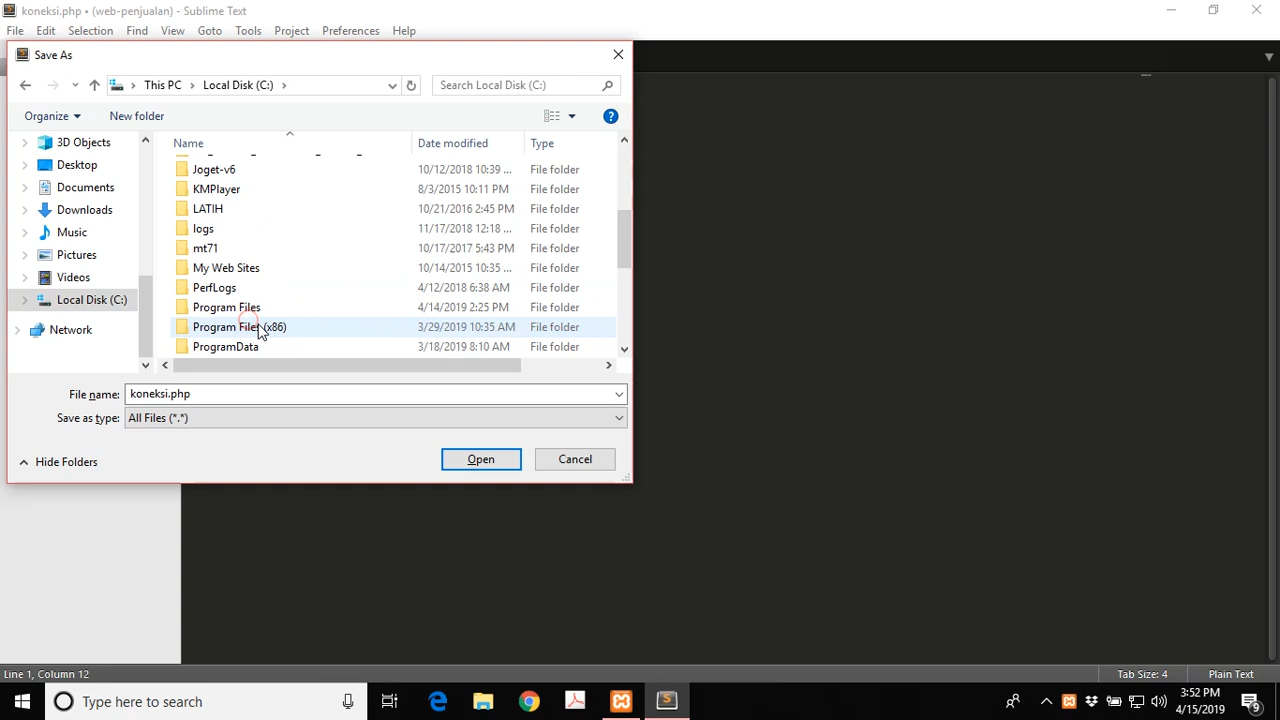 koneksi.php • (web-penjualan) - Sublime Text
File Edit Selection Find View Goto Tools Project Preferences Help
Save As
This PC Local Disk (C:)
Search Local Disk (C:)
Organize New folder
3D Objects
Desktop
Documents
Downloads
Music
Pictures
Videos
Local Disk (C:)
Network
Name Date modified Type
Joget-v6 10/12/2018 10:39 ... File folder
KMPlayer 8/3/2015 10:11 PM File folder
LATIH 10/21/2016 2:45 PM File folder
logs 11/17/2018 12:18 ... File folder
mt71 10/17/2017 5:43 PM File folder
My Web Sites 10/14/2015 10:35 ... File folder
PerfLogs 4/12/2018 6:38 AM File folder
Program Files 4/14/2019 2:25 PM File folder
Program Files (x86) 3/29/2019 10:35 AM File folder
ProgramData 3/18/2019 8:10 AM File folder
File name: koneksi.php
Save as type: All Files (*.*)
Hide Folders
Open Cancel
Line 1, Column 12
Tab Size: 4 Plain Text
Type here to search
3:52 PM
4/15/2019
9